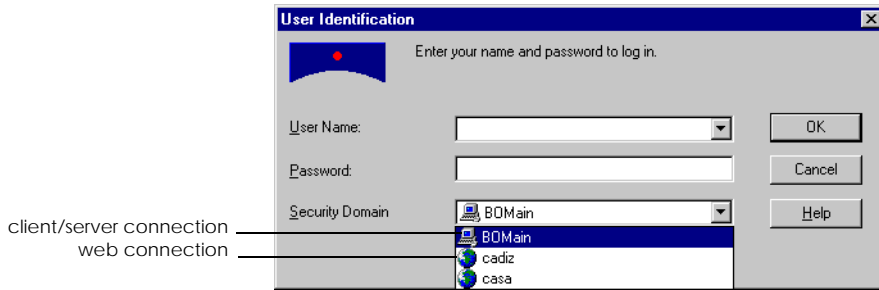 User Identification
Enter your name and password to log in.
User Name:
OK
Password:
Cancel
Security Domain
BOMain
Help
client/server connection
BOMain
web connection
cadiz
casa